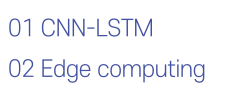 01 CNN-LSTM
02 Edge computing